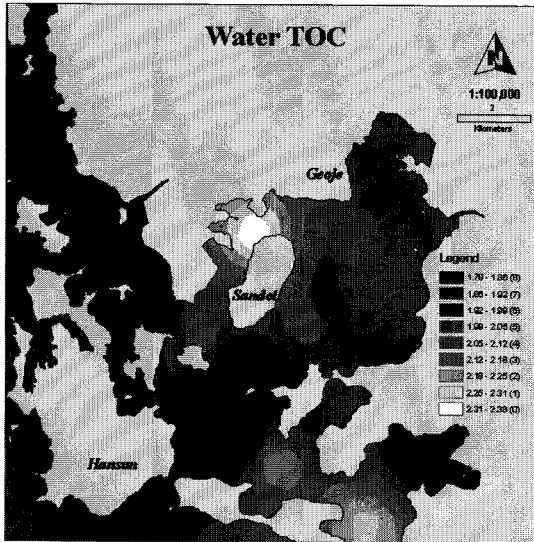 Water TOC
N
1:100,000
2
Kilometers
Geoje
Sandal
Hansan
Legend
1.79 - 1.86 (8)
1.86 - 1.92 (7)
1.92 - 1.99 (6)
1.99 - 2.05 (5)
2.05 - 2.12 (4)
2.12 - 2.18 (3)
2.18 - 2.25 (2)
2.25 - 2.31 (1)
2.31 - 2.38 (0)